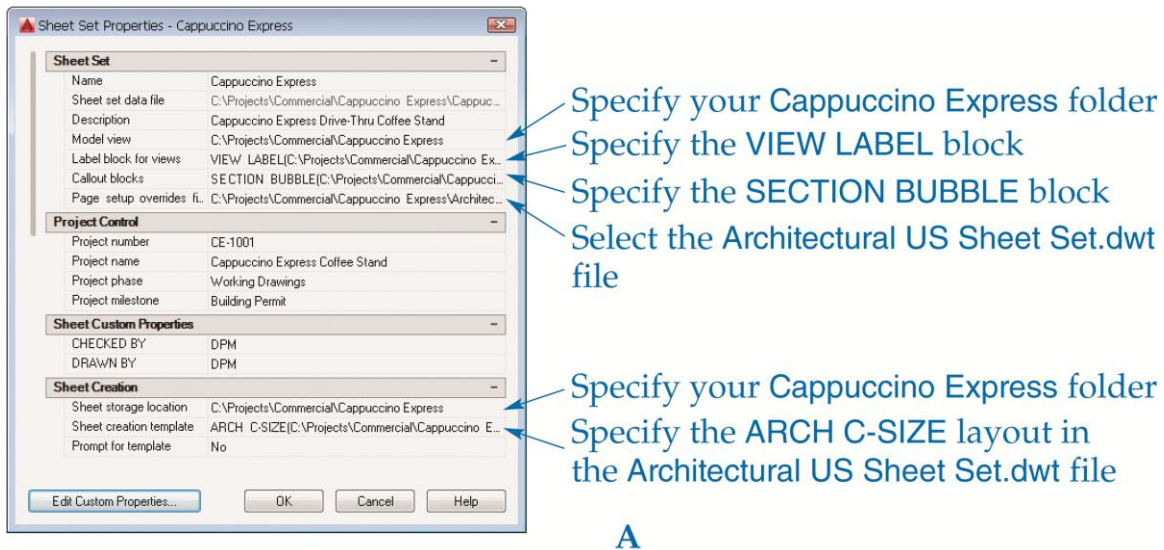 Sheet Set Properties - Cappuccino Express
Sheet Set
Name Cappuccino Express
Sheet set data file C:\Projects\Commercial\Cappuccino Express\Cappuc...
Description Cappuccino Express Drive-Thru Coffee Stand
Model view C:\Projects\Commercial\Cappuccino Express
Label block for views VIEW LABEL(C:\Projects\Commercial\Cappuccino Ex...
Callout blocks SECTION BUBBLE(C:\Projects\Commercial\Cappucci...
Page setup overrides fi.. C:\Projects\Commercial\Cappuccino Express\Architec...
Project Control
Project number CE-1001
Project name Cappuccino Express Coffee Stand
Project phase Working Drawings
Project milestone Building Permit
Sheet Custom Properties
CHECKED BY DPM
DRAWN BY DPM
Sheet Creation
Sheet storage location C:\Projects\Commercial\Cappuccino Express
Sheet creation template ARCH C-SIZE(C:\Projects\Commercial\Cappuccino E...
Prompt for template No
Edit Custom Properties... OK Cancel Help
Specify your Cappuccino Express folder
Specify the VIEW LABEL block
Specify the SECTION BUBBLE block
Select the Architectural US Sheet Set.dwt
file
Specify your Cappuccino Express folder
Specify the ARCH C-SIZE layout in
the Architectural US Sheet Set.dwt file
A